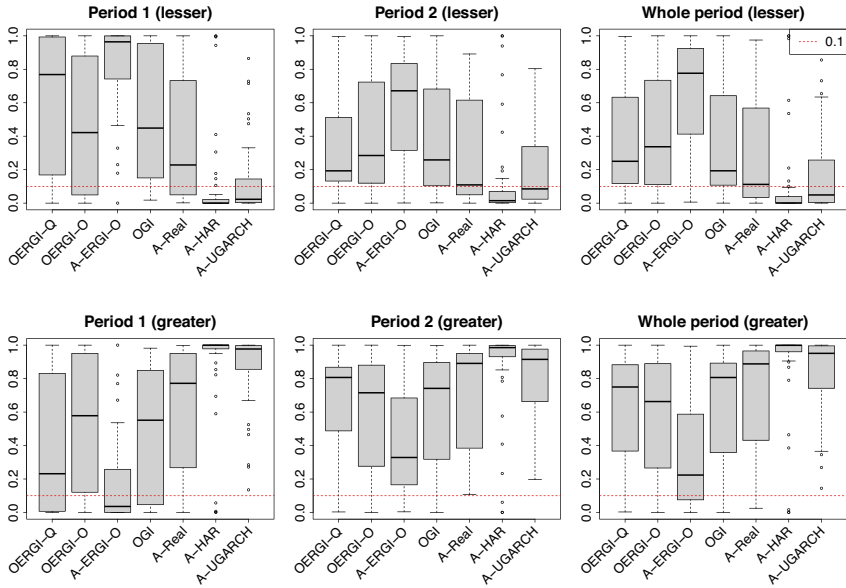 Period 1 (lesser)
Period 2 (lesser)
Whole period (lesser)
0.0 0.2 0.4 0.6 0.8 1.0
OERGI−Q
OERGI−O
A−ERGI−O
OGI
A−Real
A−HAR
A−UGARCH
0.0 0.2 0.4 0.6 0.8 1.0
OERGI−Q
OERGI−O
A−ERGI−O
OGI
A−Real
A−HAR
A−UGARCH
0.0 0.2 0.4 0.6 0.8 1.0
0.1
OERGI−Q
OERGI−O
A−ERGI−O
OGI
A−Real
A−HAR
A−UGARCH
Period 1 (greater)
Period 2 (greater)
Whole period (greater)
0.0 0.2 0.4 0.6 0.8 1.0
OERGI−Q
OERGI−O
A−ERGI−O
OGI
A−Real
A−HAR
A−UGARCH
0.0 0.2 0.4 0.6 0.8 1.0
OERGI−Q
OERGI−O
A−ERGI−O
OGI
A−Real
A−HAR
A−UGARCH
0.0 0.2 0.4 0.6 0.8 1.0
OERGI−Q
OERGI−O
A−ERGI−O
OGI
A−Real
A−HAR
A−UGARCH